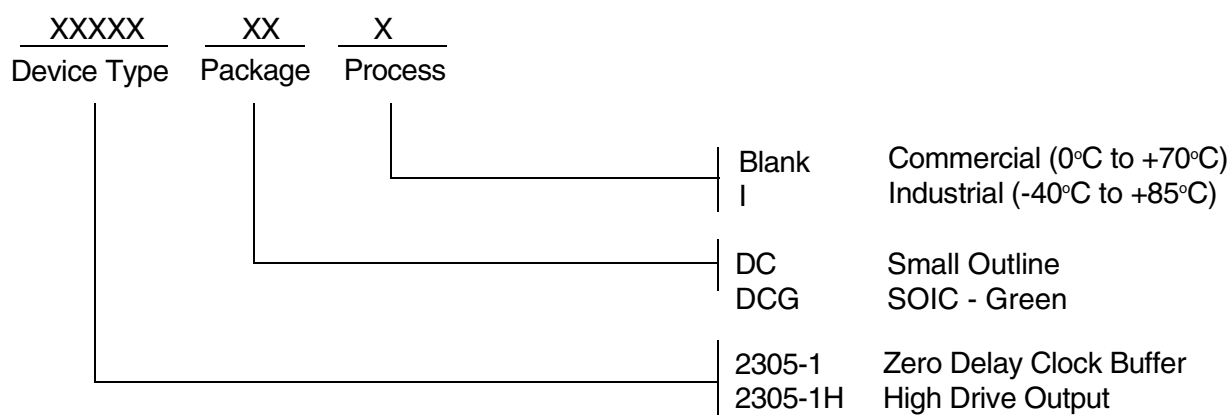 XXXXX XX X
Device Type Package Process
Blank Commercial (0°C to +70°C)
I Industrial (-40°C to +85°C)
DC Small Outline
DCG SOIC - Green
2305-1 Zero Delay Clock Buffer
2305-1H High Drive Output